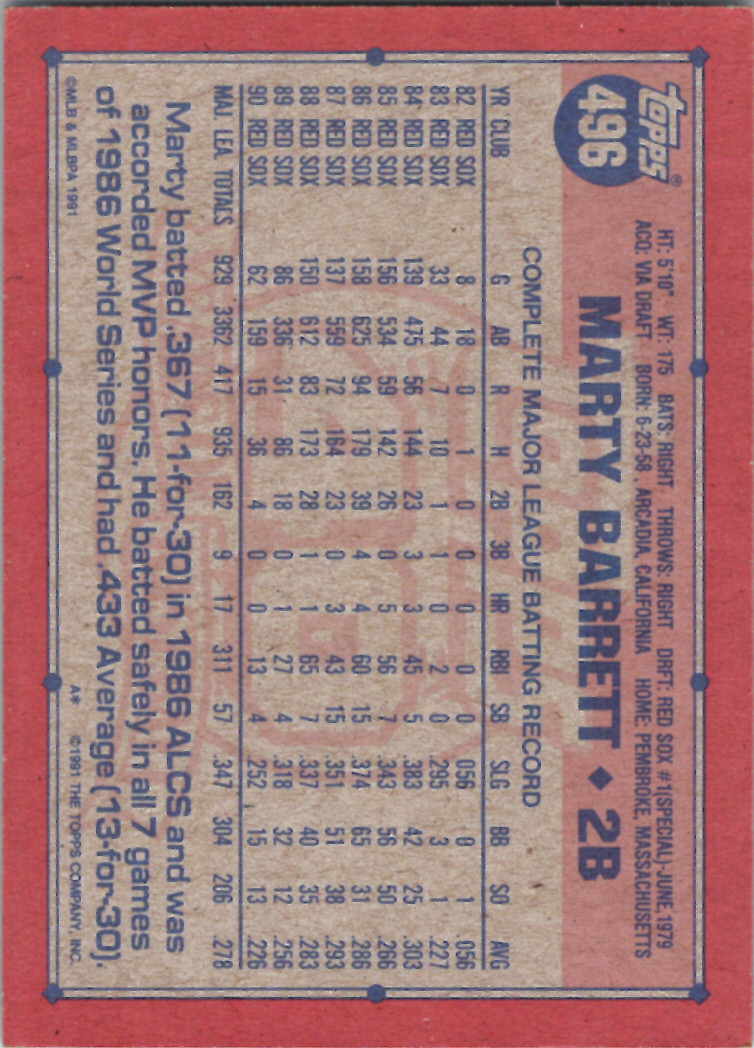 topps®
496
HT: 5'10" WT: 175 BATS: RIGHT THROWS: RIGHT DRFT: RED SOX #1(SPECIAL)-JUNE, 1979
ACQ: VIA DRAFT BORN: 6-23-58, ARCADIA, CALIFORNIA HOME: PEMBROKE, MASSACHUSETTS
MARTY BARRETT ◆ 2B
COMPLETE MAJOR LEAGUE BATTING RECORD
YR CLUB G AB R H 2B 3B HR RBI SB SLG BB SO AVG
82 RED SOX 8 18 0 1 0 0 0 0 0 .056 0 1 .056
83 RED SOX 33 44 7 10 1 1 0 2 0 .295 3 1 .227
84 RED SOX 139 475 56 144 23 3 3 45 5 .383 42 25 .303
85 RED SOX 156 534 59 142 26 0 5 56 7 .343 56 50 .266
86 RED SOX 158 625 94 179 39 4 4 60 15 .374 65 31 .286
87 RED SOX 137 559 72 164 23 0 3 43 15 .351 51 38 .293
88 RED SOX 150 612 83 173 28 1 1 65 7 .337 40 35 .283
89 RED SOX 86 336 31 86 18 0 1 27 4 .318 32 12 .256
90 RED SOX 62 159 15 36 4 0 0 13 4 .252 15 13 .226
MAJ. LEA. TOTALS 929 3362 417 935 162 9 17 311 57 .347 304 206 .278
Marty batted .367 (11-for-30) in 1986 ALCS and was
accorded MVP honors. He batted safely in all 7 games
of 1986 World Series and had .433 Average (13-for-30).
©MLB & MLBPA 1991 A* ©1991 THE TOPPS COMPANY, INC.